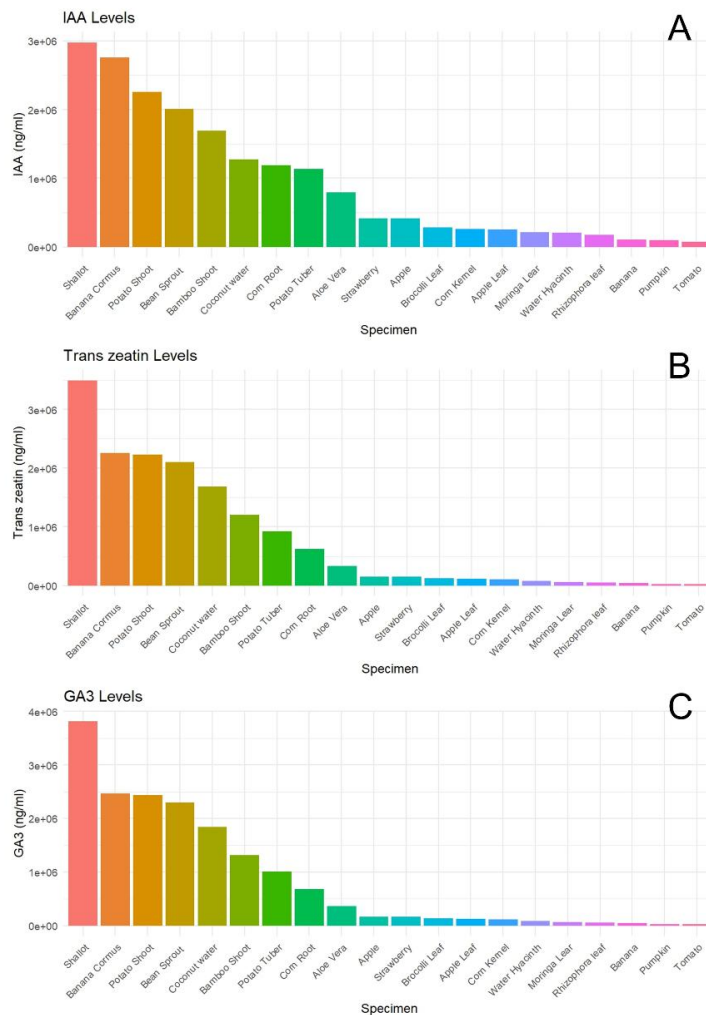 IAA Levels
A
3e+06
2e+06
1e+06
0e+00
IAA (ng/ml)
Shallot
Banana Cormus
Potato Shoot
Bean Sprout
Bamboo Shoot
Coconut water
Corn Root
Potato Tuber
Aloe Vera
Strawberry
Apple
Brocolli Leaf
Corn Kernel
Apple Leaf
Moringa Lear
Water Hyacinth
Rhizophora leaf
Banana
Pumpkin
Tomato
Specimen
Trans zeatin Levels
B
3e+06
2e+06
1e+06
0e+00
Trans zeatin (ng/ml)
Shallot
Banana Cormus
Potato Shoot
Bean Sprout
Coconut water
Bamboo Shoot
Potato Tuber
Corn Root
Aloe Vera
Apple
Strawberry
Brocolli Leaf
Apple Leaf
Corn Kernel
Water Hyacinth
Moringa Lear
Rhizophora leaf
Banana
Pumpkin
Tomato
Specimen
GA3 Levels
C
4e+06
3e+06
2e+06
1e+06
0e+00
GA3 (ng/ml)
Shallot
Banana Cormus
Potato Shoot
Bean Sprout
Coconut water
Bamboo Shoot
Potato Tuber
Corn Root
Aloe Vera
Apple
Strawberry
Brocolli Leaf
Apple Leaf
Corn Kernel
Water Hyacinth
Moringa Lear
Rhizophora leaf
Banana
Pumpkin
Tomato
Specimen